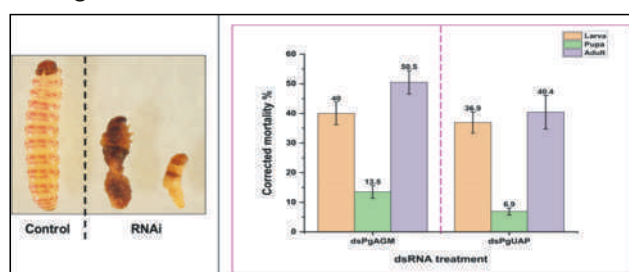 Control
RNAi
Larva
Pupa
Adult
Corrected mortality %
60
50
40
30
20
10
0
40
13.6
50.5
36.9
6.9
40.4
dsPgAGM
dsPgUAP
dsRNA treatment